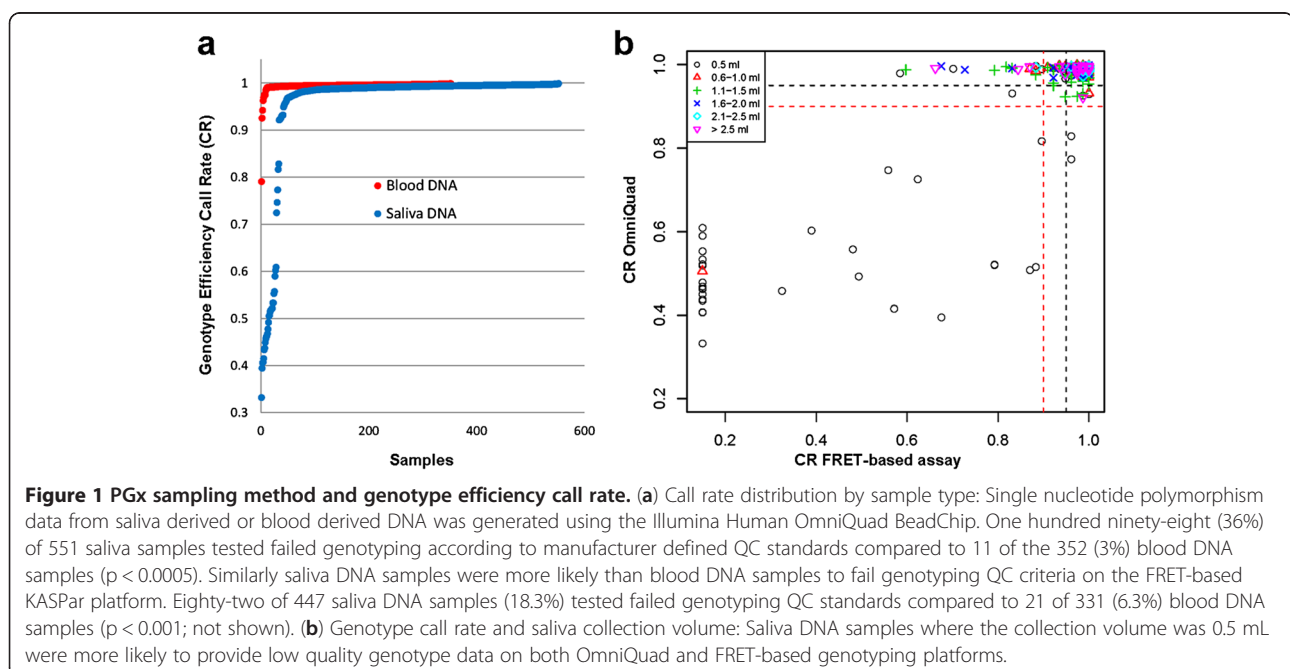 a
Genotype Efficiency Call Rate (CR)
1
0.9
0.8
0.7
0.6
0.5
0.4
0.3
0
200
400
600
Blood DNA
Saliva DNA
Samples
b
CR OmniQuad
1.0
0.8
0.6
0.4
0.2
0.5 ml
0.6–1.0 ml
1.1–1.5 ml
1.6–2.0 ml
2.1–2.5 ml
> 2.5 ml
0.2
0.4
0.6
0.8
1.0
CR FRET-based assay
Figure 1 PGx sampling method and genotype efficiency call rate. (a) Call rate distribution by sample type: Single nucleotide polymorphism
data from saliva derived or blood derived DNA was generated using the Illumina Human OmniQuad BeadChip. One hundred ninety-eight (36%)
of 551 saliva samples tested failed genotyping according to manufacturer defined QC standards compared to 11 of the 352 (3%) blood DNA
samples (p < 0.0005). Similarly saliva DNA samples were more likely than blood DNA samples to fail genotyping QC criteria on the FRET-based
KASPar platform. Eighty-two of 447 saliva DNA samples (18.3%) tested failed genotyping QC standards compared to 21 of 331 (6.3%) blood DNA
samples (p < 0.001; not shown). (b) Genotype call rate and saliva collection volume: Saliva DNA samples where the collection volume was 0.5 mL
were more likely to provide low quality genotype data on both OmniQuad and FRET-based genotyping platforms.